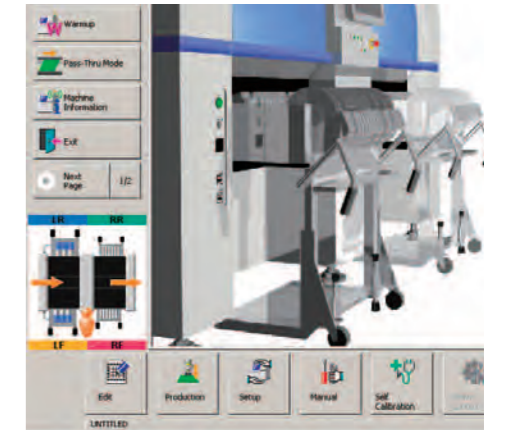 Warmup
Pass-Thru Mode
Machine
Information
Exit
Next
Page
1/2
LR RR
LF RF
Edit
Production
Setup
Manual
Self
Calibration
UNTITLED